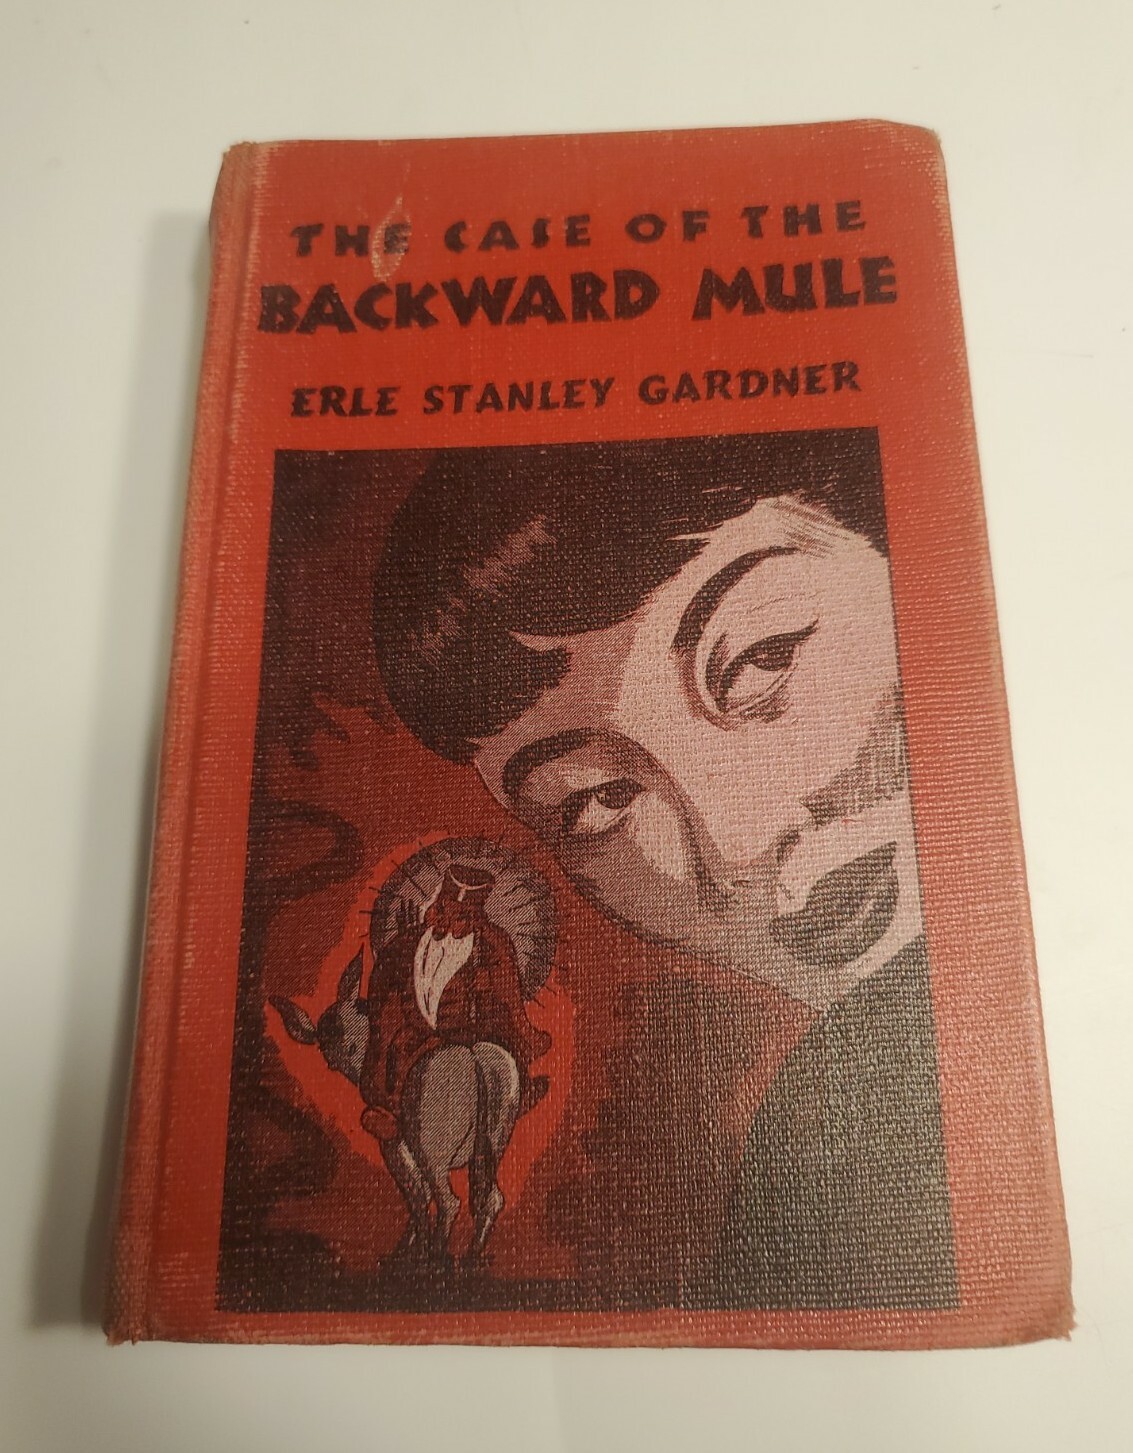 THE CASE OF THE
BACKWARD MULE
ERLE STANLEY GARDNER